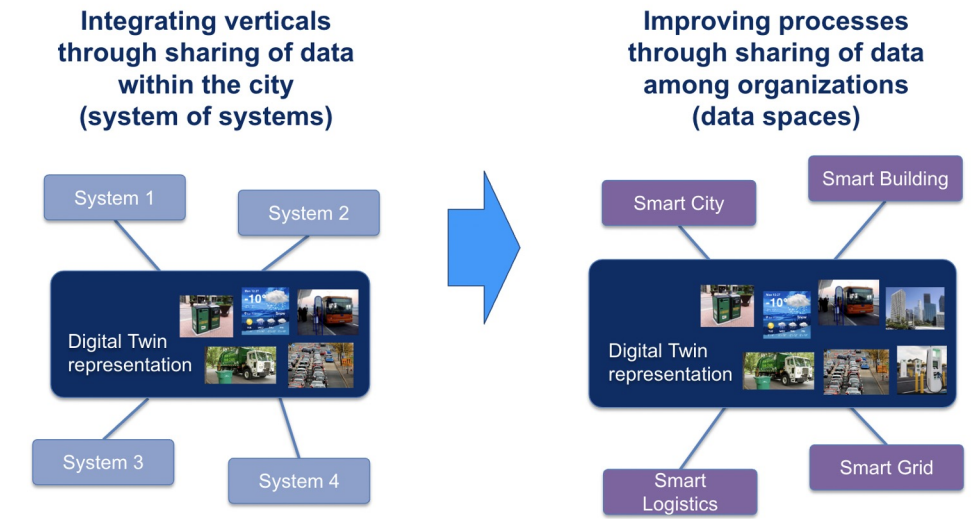 Integrating verticals
through sharing of data
within the city
(system of systems)
Improving processes
through sharing of data
among organizations
(data spaces)
System 1
System 2
Digital Twin
representation
-10°
System 3
System 4
Smart City
Smart Building
Digital Twin
representation
-10°
Smart
Logistics
Smart Grid